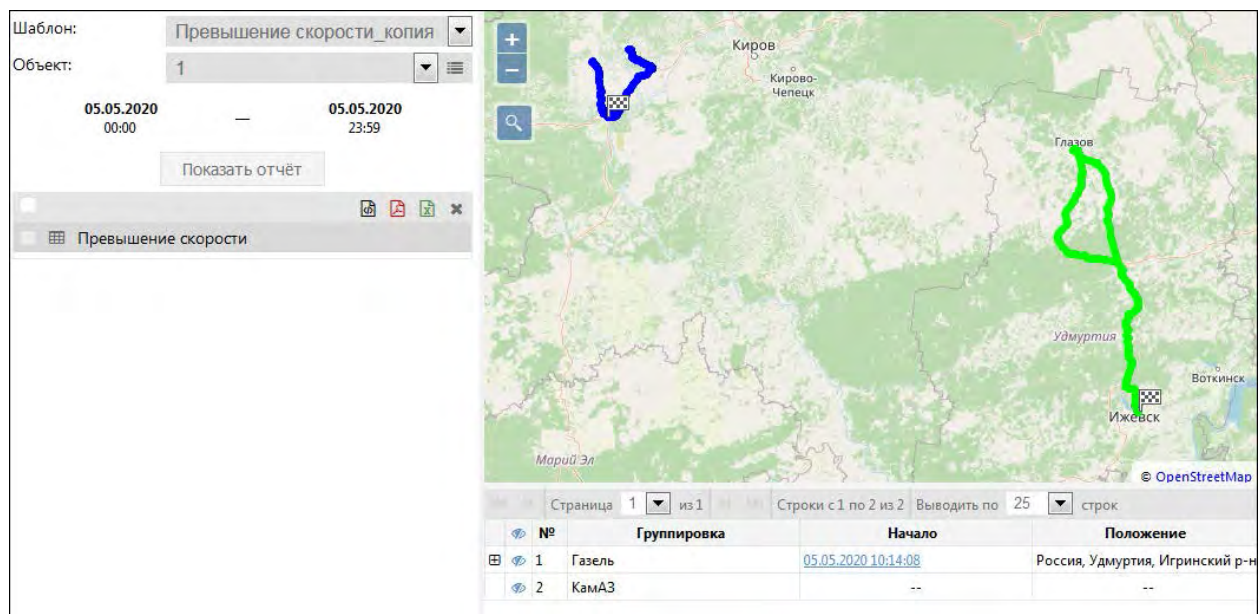 Шаблон: Превышение скорости_копия
Объект: 1
05.05.2020 — 05.05.2020
00:00 23:59
Показать отчёт
Превышение скорости
+
−
Киров
Кирово-
Чепецк
Глазов
Удмуртия
Воткинск
Ижевск
Марий Эл
© OpenStreetMap
Страница 1 из 1 Строки с 1 по 2 из 2 Выводить по 25 строк
№ Группировка Начало Положение
1 Газель 05.05.2020 10:14:08 Россия, Удмуртия, Игринский р-н
2 КамАЗ -- --